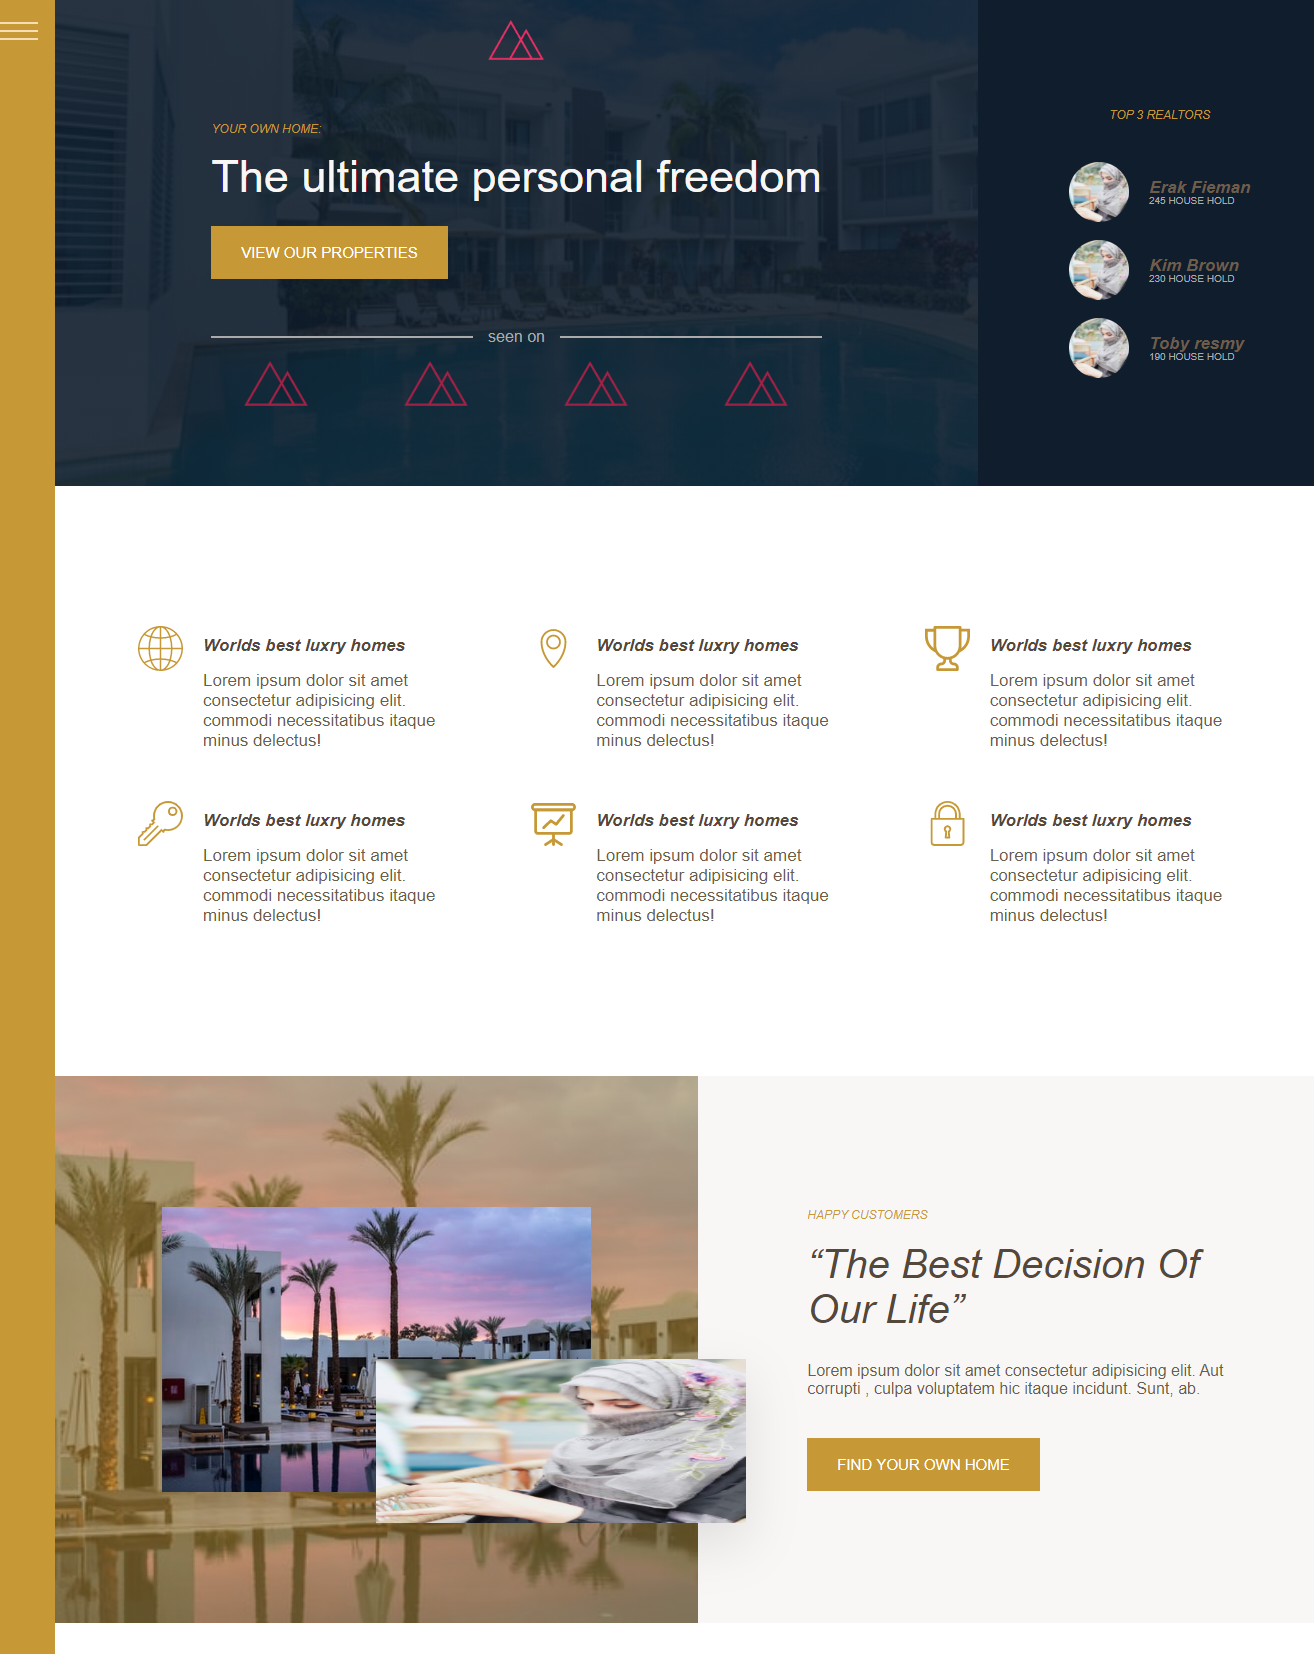 YOUR OWN HOME:
The ultimate personal freedom
VIEW OUR PROPERTIES
seen on
TOP 3 REALTORS
Erak Fieman
245 HOUSE HOLD
Kim Brown
230 HOUSE HOLD
Toby resmy
190 HOUSE HOLD
Worlds best luxry homes
Lorem ipsum dolor sit amet
consectetur adipisicing elit.
commodi necessitatibus itaque
minus delectus!
Worlds best luxry homes
Lorem ipsum dolor sit amet
consectetur adipisicing elit.
commodi necessitatibus itaque
minus delectus!
Worlds best luxry homes
Lorem ipsum dolor sit amet
consectetur adipisicing elit.
commodi necessitatibus itaque
minus delectus!
Worlds best luxry homes
Lorem ipsum dolor sit amet
consectetur adipisicing elit.
commodi necessitatibus itaque
minus delectus!
Worlds best luxry homes
Lorem ipsum dolor sit amet
consectetur adipisicing elit.
commodi necessitatibus itaque
minus delectus!
Worlds best luxry homes
Lorem ipsum dolor sit amet
consectetur adipisicing elit.
commodi necessitatibus itaque
minus delectus!
HAPPY CUSTOMERS
“The Best Decision Of
Our Life”
Lorem ipsum dolor sit amet consectetur adipisicing elit. Aut
corrupti , culpa voluptatem hic itaque incidunt. Sunt, ab.
FIND YOUR OWN HOME